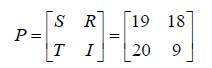 P = [ S R ] = [ 19 18 ]
[ T I ] [ 20 9 ]